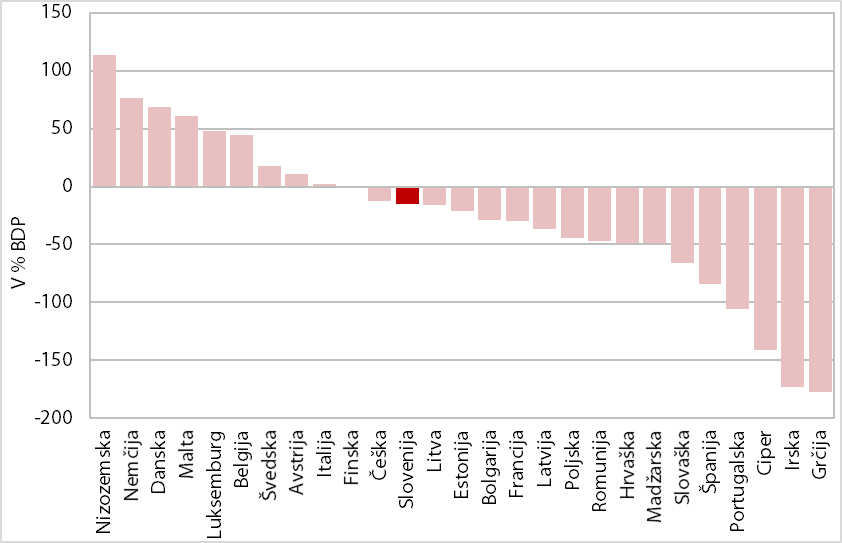 150
100
50
0
-50
-100
-150
-200
V % BDP
Nizozemska
Nemčija
Danska
Malta
Luksemburg
Belgija
Švedska
Avstrija
Italija
Finska
Češka
Slovenija
Litva
Estonija
Bolgarija
Francija
Latvija
Poljska
Romunija
Hrvaška
Madžarska
Slovaška
Španija
Portugalska
Ciper
Irska
Grčija